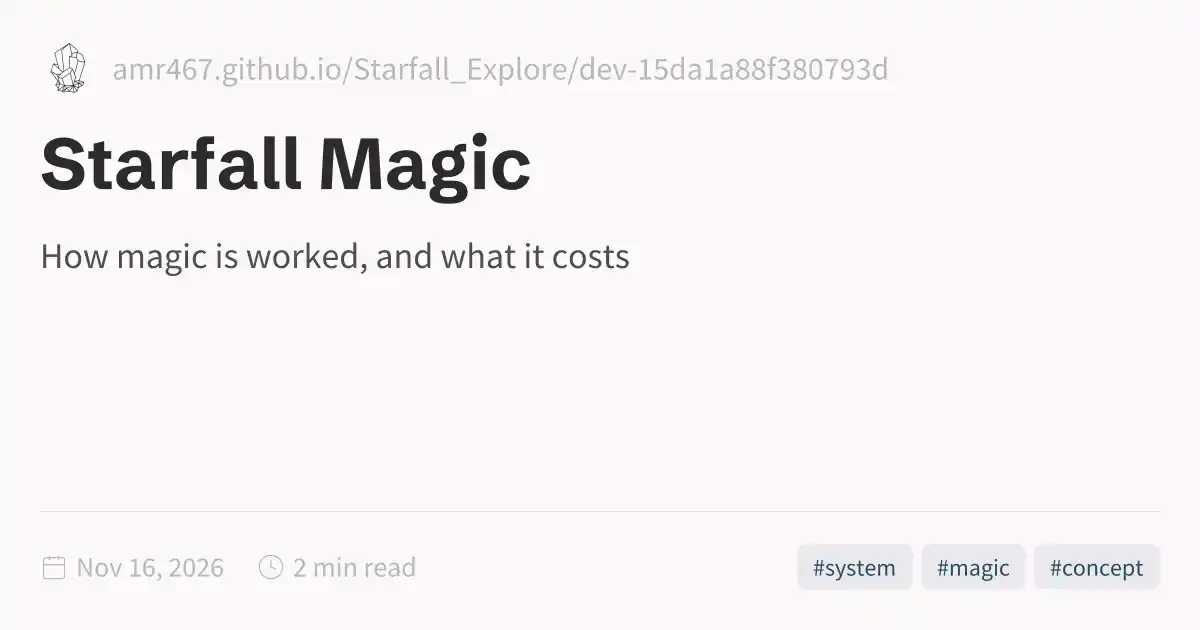 amr467.github.io/Starfall_Explore/dev-15da1a88f380793d
Starfall Magic
How magic is worked, and what it costs
Nov 16, 2026 2 min read #system #magic #concept